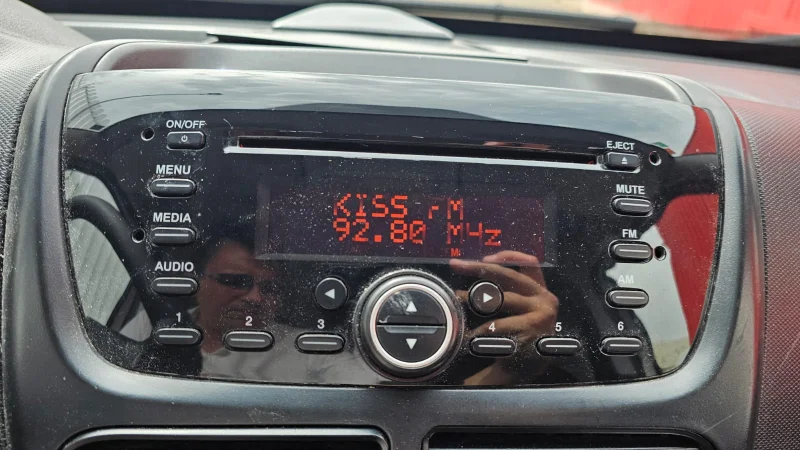 ON/OFF
EJECT
MENU
MUTE
MEDIA
FM
AUDIO
AM
KISS FM
92.80 MHz
1 2 3 4 5 6